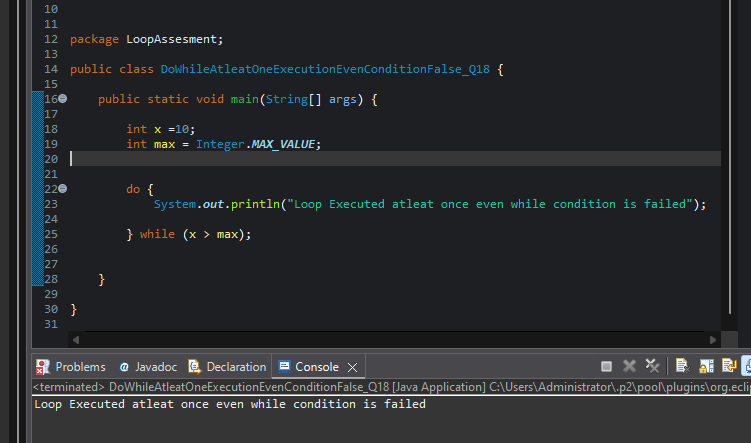 10
11
12 package LoopAssesment;
13
14 public class DoWhileAtleatOneExecutionEvenConditionFalse_Q18 {
15
16 public static void main(String[] args) {
17
18 int x =10;
19 int max = Integer.MAX_VALUE;
20
21
22 do {
23 System.out.println("Loop Executed atleat once even while condition is failed");
24
25 } while (x > max);
26
27
28 }
29
30 }
31
Problems @ Javadoc Declaration Console
<terminated> DoWhileAtleatOneExecutionEvenConditionFalse_Q18 [Java Application] C:\Users\Administrator\.p2\pool\plugins\org.eclip
Loop Executed atleat once even while condition is failed